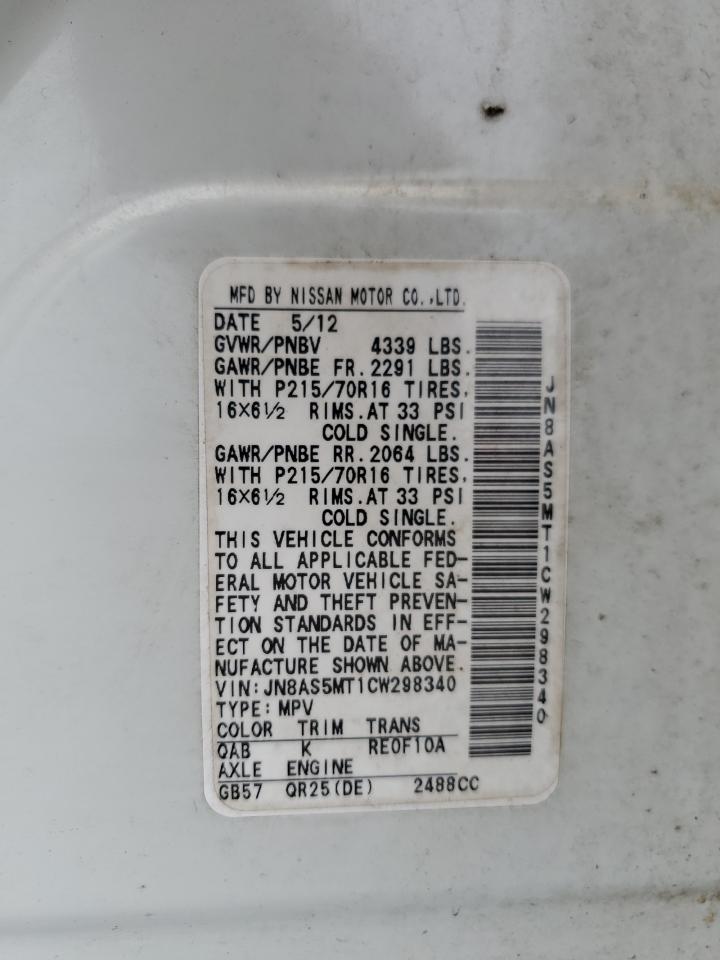 MFD BY NISSAN MOTOR CO.,LTD.
DATE 5/12
GVWR/PNBV 4339 LBS.
GAWR/PNBE FR.2291 LBS.
WITH P215/70R16 TIRES,
16×6½ RIMS.AT 33 PSI
COLD SINGLE.
GAWR/PNBE RR.2064 LBS.
WITH P215/70R16 TIRES,
16×6½ RIMS.AT 33 PSI
COLD SINGLE.
THIS VEHICLE CONFORMS
TO ALL APPLICABLE FED-
ERAL MOTOR VEHICLE SA-
FETY AND THEFT PREVEN-
TION STANDARDS IN EFF-
ECT ON THE DATE OF MA-
NUFACTURE SHOWN ABOVE.
VIN:JN8AS5MT1CW298340
TYPE:MPV
COLOR TRIM TRANS
QAB K RE0F10A
AXLE ENGINE
GB57 QR25(DE) 2488CC
JN8AS5MT1CW298340